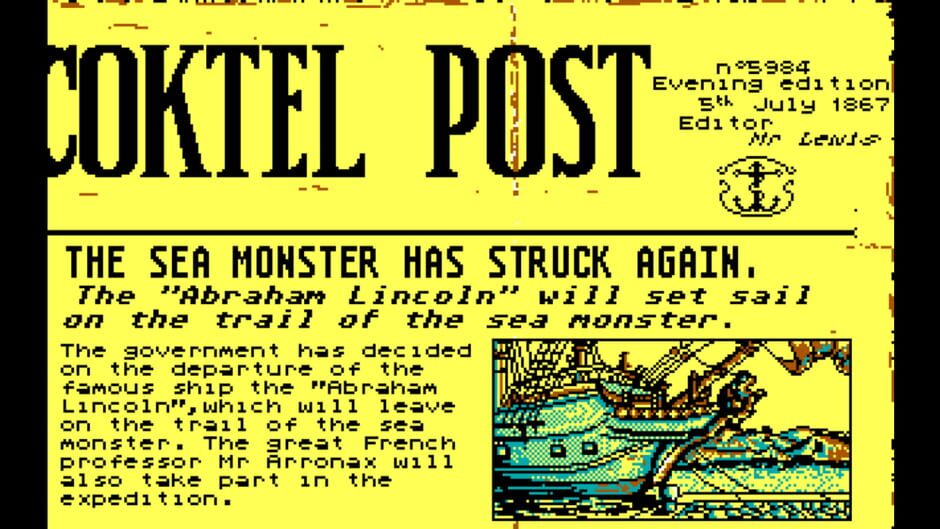 COKTEL POST
n°5984
Evening edition
5th July 1867
Editor
Mr Lewis
THE SEA MONSTER HAS STRUCK AGAIN.
The "Abraham Lincoln" will set sail
on the trail of the sea monster.
The government has decided
on the departure of the
famous ship the "Abraham
Lincoln",which will leave
on the trail of the sea
monster. The great French
professor Mr Arronax will
also take part in the
expedition.